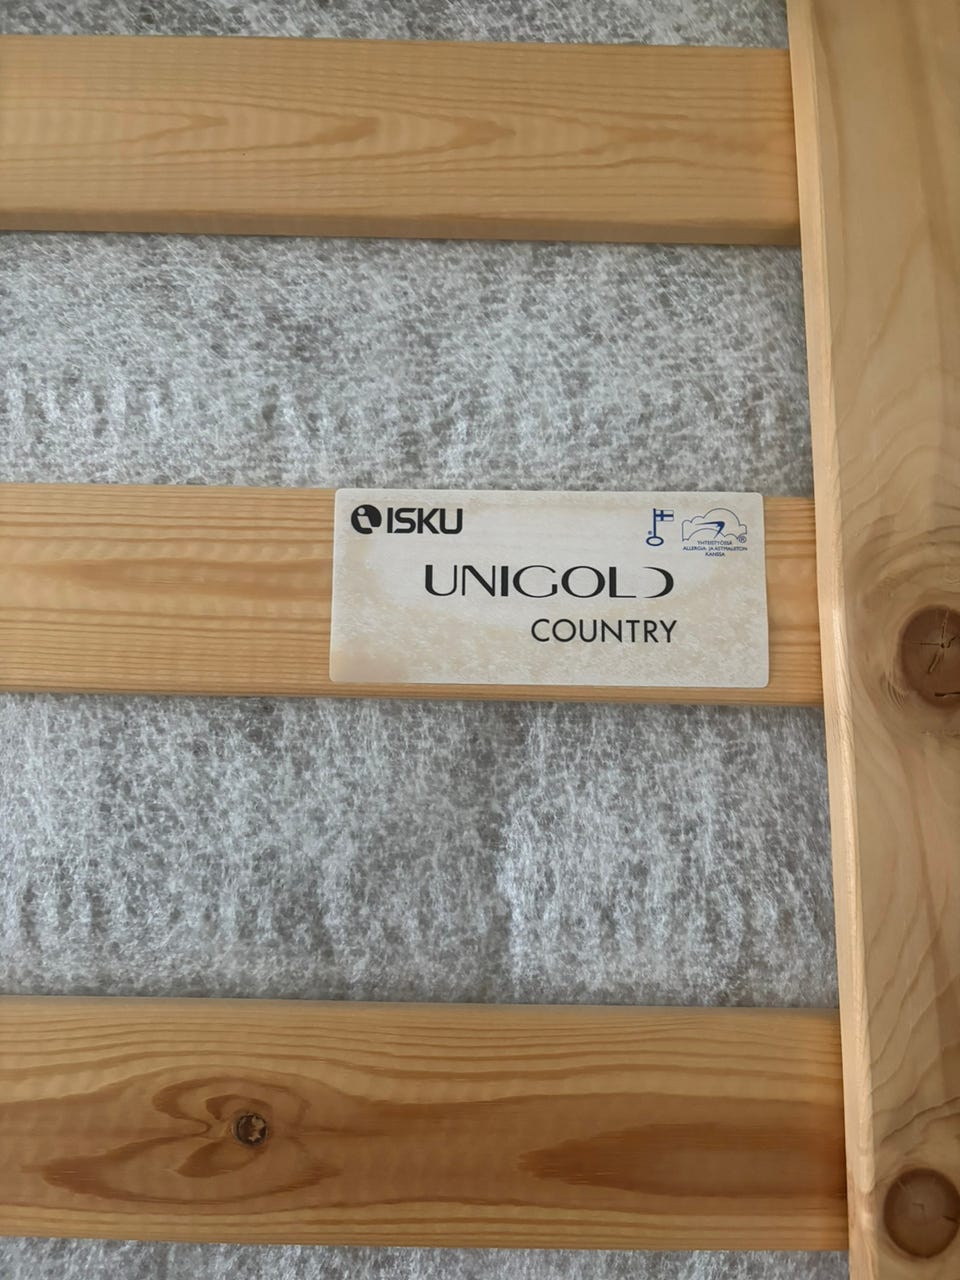 ISKU
YHTEISTYÖSSÄ
ALLERGIA- JA ASTMALIITON
KANSSA
UNIGOLD
COUNTRY